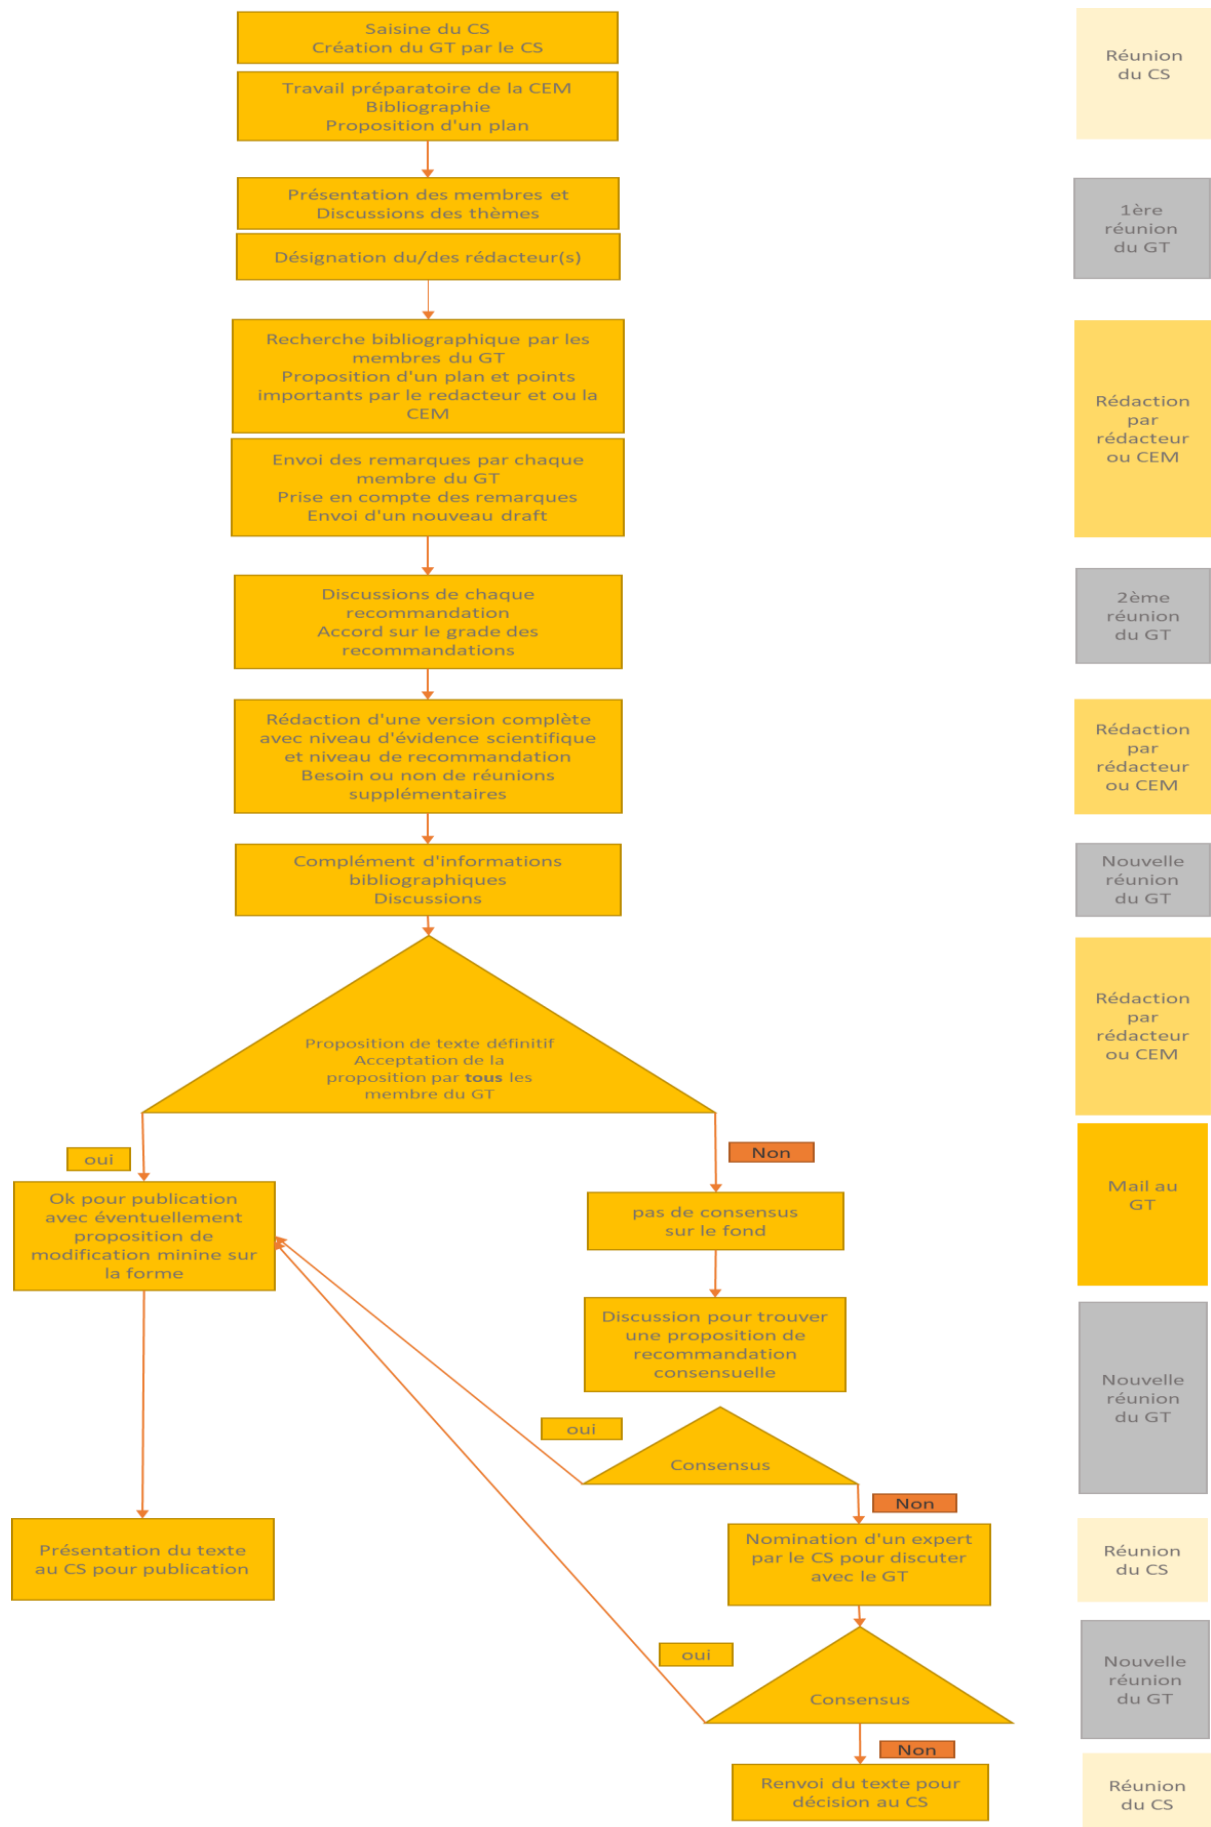 Saisine du CS
Création du GT par le CS
Réunion
du CS
Travail préparatoire de la CEM
Bibliographie
Proposition d'un plan
Présentation des membres et
Discussions des thèmes
1ère
réunion
du GT
Désignation du/des rédacteur(s)
Recherche bibliographique par les
membres du GT
Proposition d'un plan et points
importants par le redacteur et ou la
CEM
Rédaction
par
rédacteur
ou CEM
Envoi des remarques par chaque
membre du GT
Prise en compte des remarques
Envoi d'un nouveau draft
Discussions de chaque
recommandation
Accord sur le grade des
recommandations
2ème
réunion
du GT
Rédaction d'une version complète
avec niveau d'évidence scientifique
et niveau de recommandation
Besoin ou non de réunions
supplémentaires
Rédaction
par
rédacteur
ou CEM
Complément d'informations
bibliographiques
Discussions
Nouvelle
réunion
du GT
Proposition de texte définitif
Acceptation de la
proposition par tous les
membre du GT
Rédaction
par
rédacteur
ou CEM
oui
Non
Ok pour publication
avec éventuellement
proposition de
modification minine sur
la forme
pas de consensus
sur le fond
Mail au
GT
Discussion pour trouver
une proposition de
recommandation
consensuelle
Nouvelle
réunion
du GT
oui
Consensus
Non
Présentation du texte
au CS pour publication
Nomination d'un expert
par le CS pour discuter
avec le GT
Réunion
du CS
oui
Consensus
Nouvelle
réunion
du GT
Non
Renvoi du texte pour
décision au CS
Réunion
du CS